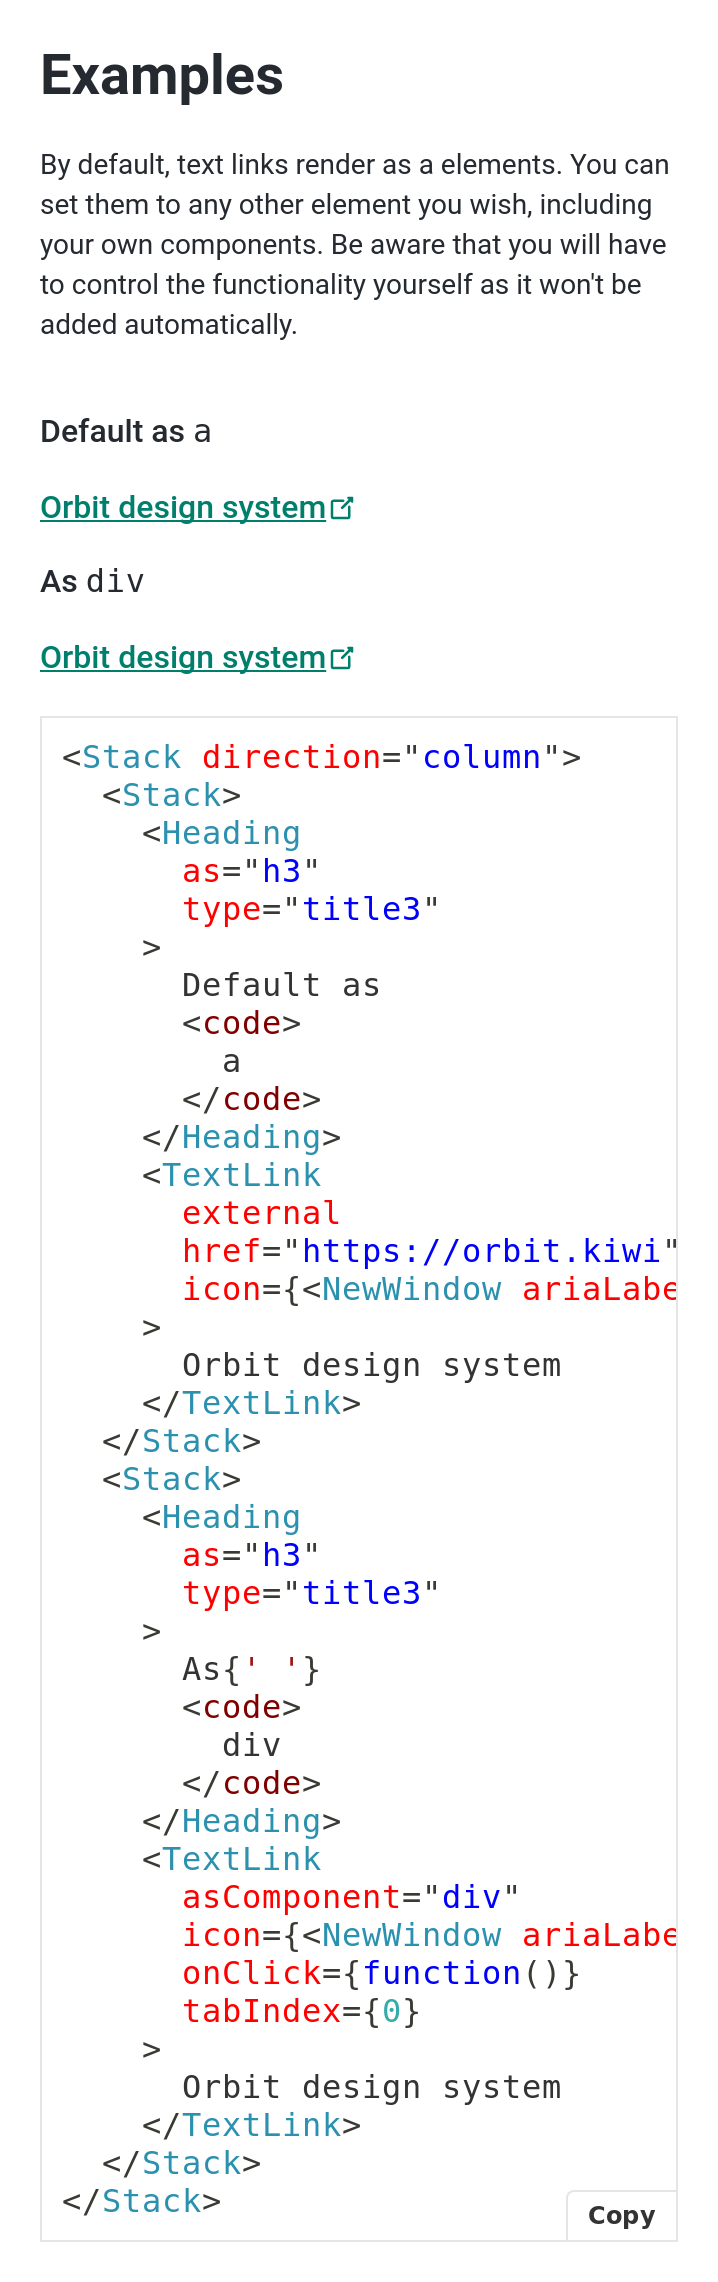 Examples
By default, text links render as a elements. You can
set them to any other element you wish, including
your own components. Be aware that you will have
to control the functionality yourself as it won't be
added automatically.
Default as a
Orbit design system
As div
Orbit design system
<Stack direction="column">
  <Stack>
    <Heading
      as="h3"
      type="title3"
    >
      Default as
      <code>
        a
      </code>
    </Heading>
    <TextLink
      external
      href="https://orbit.kiwi"
      icon={<NewWindow ariaLabe
    >
      Orbit design system
    </TextLink>
  </Stack>
  <Stack>
    <Heading
      as="h3"
      type="title3"
    >
      As{' '}
      <code>
        div
      </code>
    </Heading>
    <TextLink
      asComponent="div"
      icon={<NewWindow ariaLabe
      onClick={function()}
      tabIndex={0}
    >
      Orbit design system
    </TextLink>
  </Stack>
</Stack>
Copy